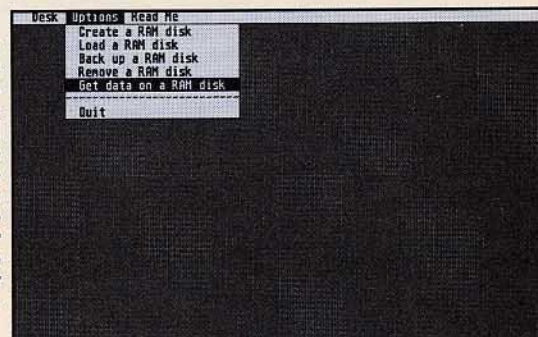 Desk Options Read Me
Create a RAM disk
Load a RAM disk
Back up a RAM disk
Remove a RAM disk
Get data on a RAM disk
Quit